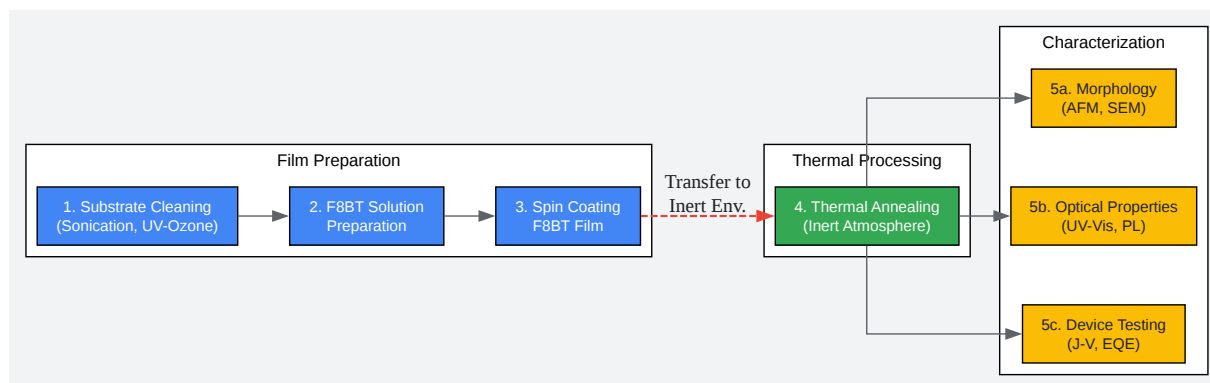 Film Preparation
1. Substrate Cleaning
(Sonication, UV-Ozone)
2. F8BT Solution
Preparation
3. Spin Coating
F8BT Film
Transfer to
Inert Env.
Thermal Processing
4. Thermal Annealing
(Inert Atmosphere)
Characterization
5a. Morphology
(AFM, SEM)
5b. Optical Properties
(UV-Vis, PL)
5c. Device Testing
(J-V, EQE)